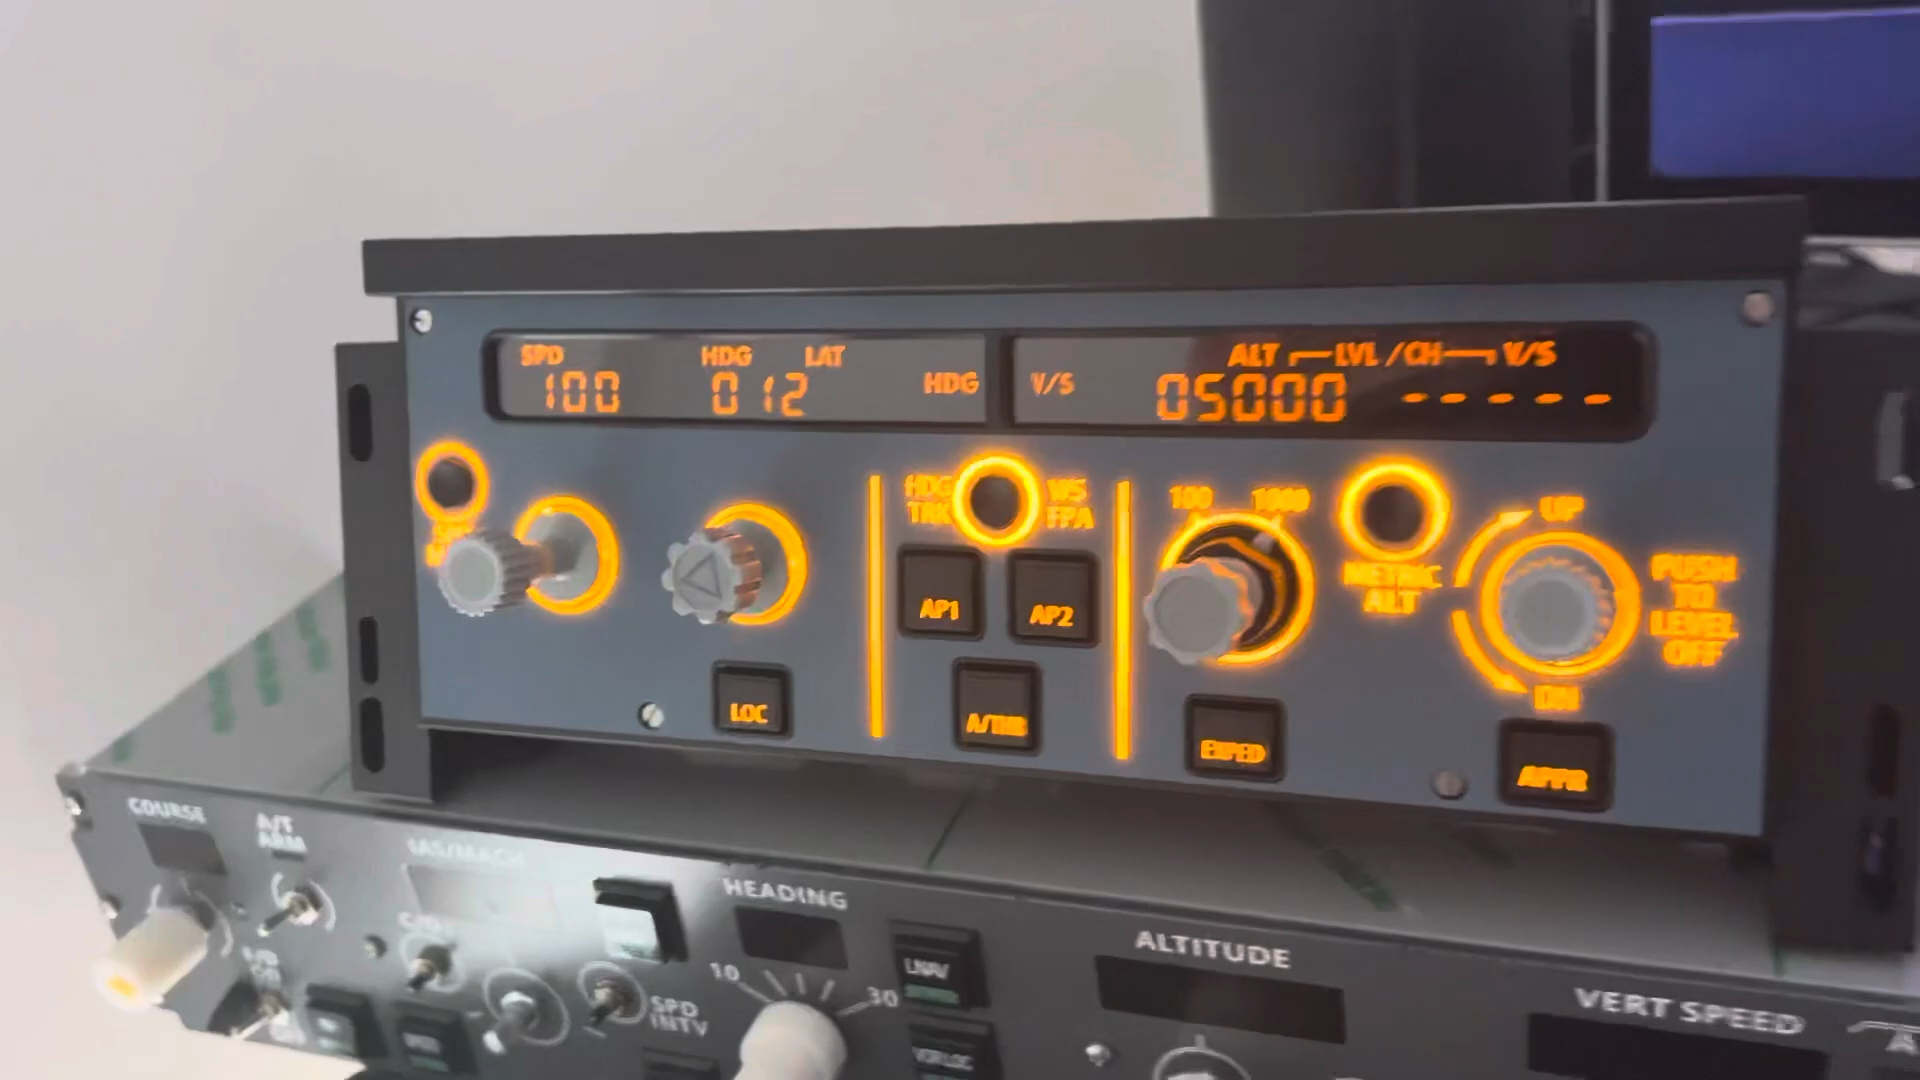 SPD HDG LAT
100 012 HDG
ALT LVL/CH V/S
V/S 05000 -----
HDG
TRK
V/S
FPA
100 1000
UP
METRIC
ALT
PUSH
TO
LEVEL
OFF
DN
AP1
AP2
LOC
A/THR
EXPED
APPR
COURSE
A/T
ARM
IAS/MACH
C/O
HEADING
10
30
SPD
INTV
LNAV
VOR LOC
ALTITUDE
VERT SPEED